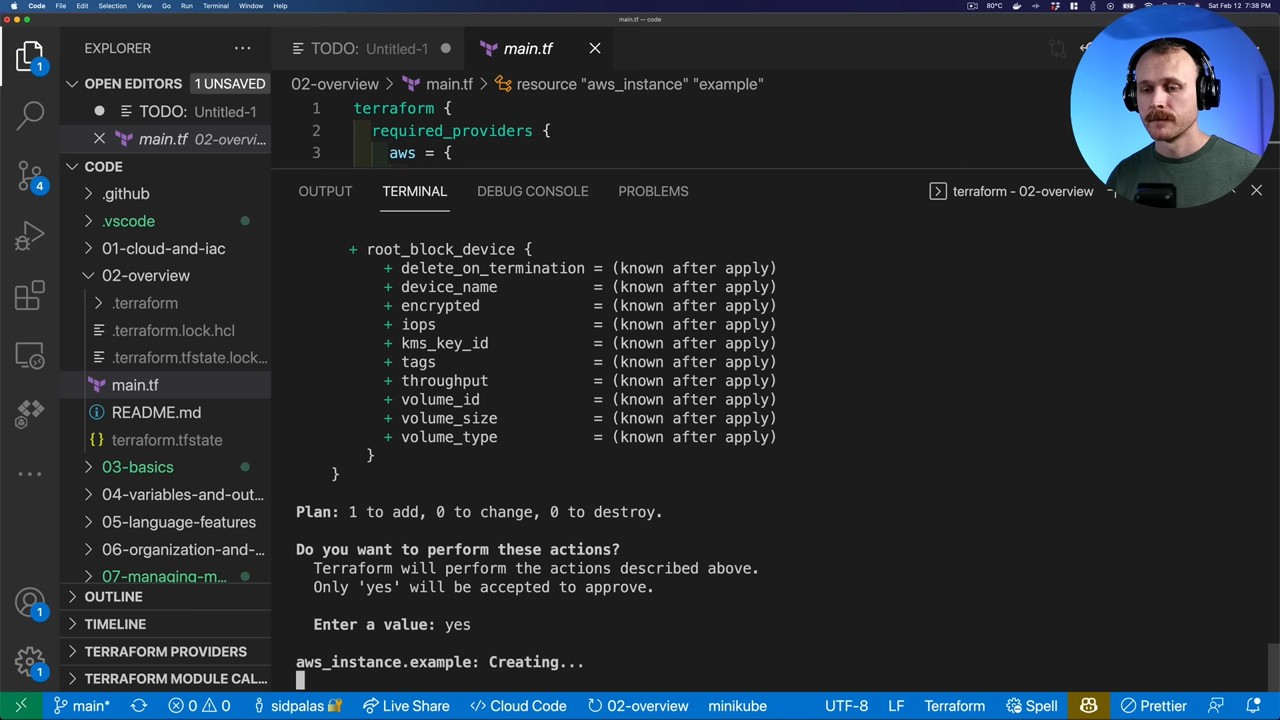 Code File Edit Selection View Go Run Terminal Window Help 80°C Sat Feb 12 7:38 PM
main.tf — code
EXPLORER
TODO: Untitled-1
main.tf
OPEN EDITORS 1 UNSAVED
TODO: Untitled-1
main.tf 02-overvi...
CODE
.github
.vscode
01-cloud-and-iac
02-overview
.terraform
.terraform.lock.hcl
.terraform.tfstate.lock...
main.tf
README.md
terraform.tfstate
03-basics
04-variables-and-out...
05-language-features
06-organization-and-...
07-managing-m...
OUTLINE
TIMELINE
TERRAFORM PROVIDERS
TERRAFORM MODULE CAL...
1
4
1
1
02-overview > main.tf > resource "aws_instance" "example"
1 terraform {
2 required_providers {
3 aws = {
OUTPUT TERMINAL DEBUG CONSOLE PROBLEMS terraform - 02-overview
+ root_block_device {
+ delete_on_termination = (known after apply)
+ device_name = (known after apply)
+ encrypted = (known after apply)
+ iops = (known after apply)
+ kms_key_id = (known after apply)
+ tags = (known after apply)
+ throughput = (known after apply)
+ volume_id = (known after apply)
+ volume_size = (known after apply)
+ volume_type = (known after apply)
}
}
Plan: 1 to add, 0 to change, 0 to destroy.
Do you want to perform these actions?
Terraform will perform the actions described above.
Only 'yes' will be accepted to approve.
Enter a value: yes
aws_instance.example: Creating...
main* 0 0 sidpalas Live Share Cloud Code 02-overview minikube UTF-8 LF Terraform Spell Prettier